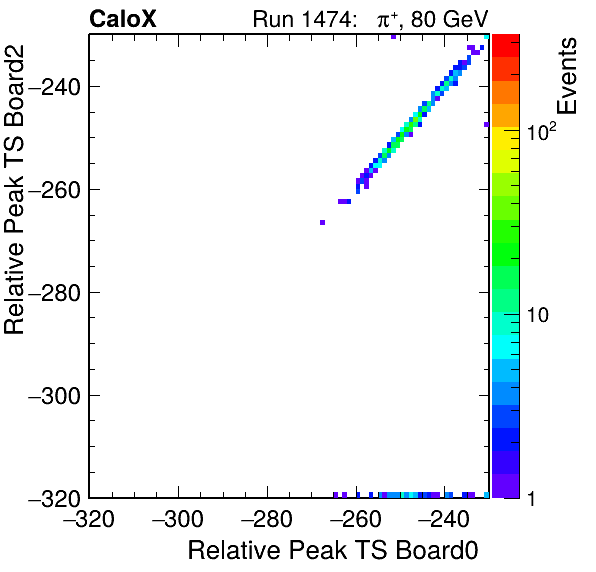 CaloX Run 1474: π⁺, 80 GeV
Relative Peak TS Board2
−240
−260
−280
−300
−320
−320 −300 −280 −260 −240
Relative Peak TS Board0
Events
10²
10
1